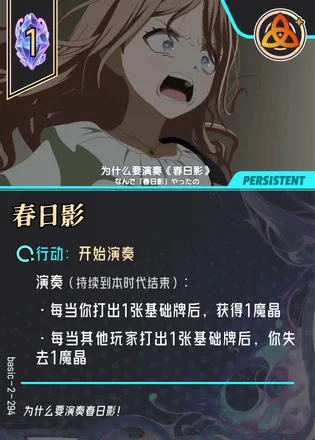 1
为什么要演奏《春日影》
なんで「春日影」やったの
PERSISTENT
春日影
行动：开始演奏
演奏（持续到本时代结束）：
·每当你打出1张基础牌后，获得1魔晶
·每当其他玩家打出1张基础牌后，你失
去1魔晶
basic-2-294
为什么要演奏春日影！